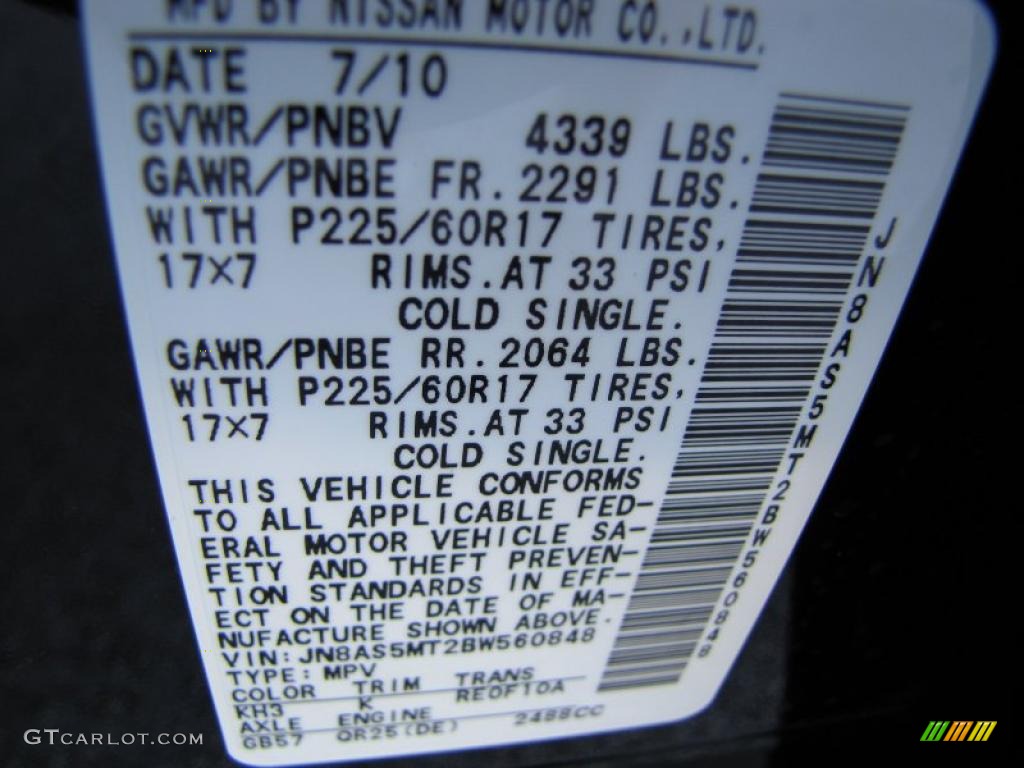 MFD BY NISSAN MOTOR CO.,LTD.
DATE 7/10
GVWR/PNBV 4339 LBS.
GAWR/PNBE FR. 2291 LBS.
WITH P225/60R17 TIRES,
17×7 RIMS.AT 33 PSI
COLD SINGLE.
GAWR/PNBE RR. 2064 LBS.
WITH P225/60R17 TIRES,
17×7 RIMS.AT 33 PSI
COLD SINGLE.
THIS VEHICLE CONFORMS
TO ALL APPLICABLE FED-
ERAL MOTOR VEHICLE SA-
FETY AND THEFT PREVEN-
TION STANDARDS IN EFF-
ECT ON THE DATE OF MA-
NUFACTURE SHOWN ABOVE.
VIN: JN8AS5MT2BW560848
TYPE: MPV
COLOR TRIM TRANS
KH3 K RE0F10A
AXLE ENGINE
GB57 QR25(DE) 2488CC
JN8AS5MT2BW560848
GTCARLOT.COM